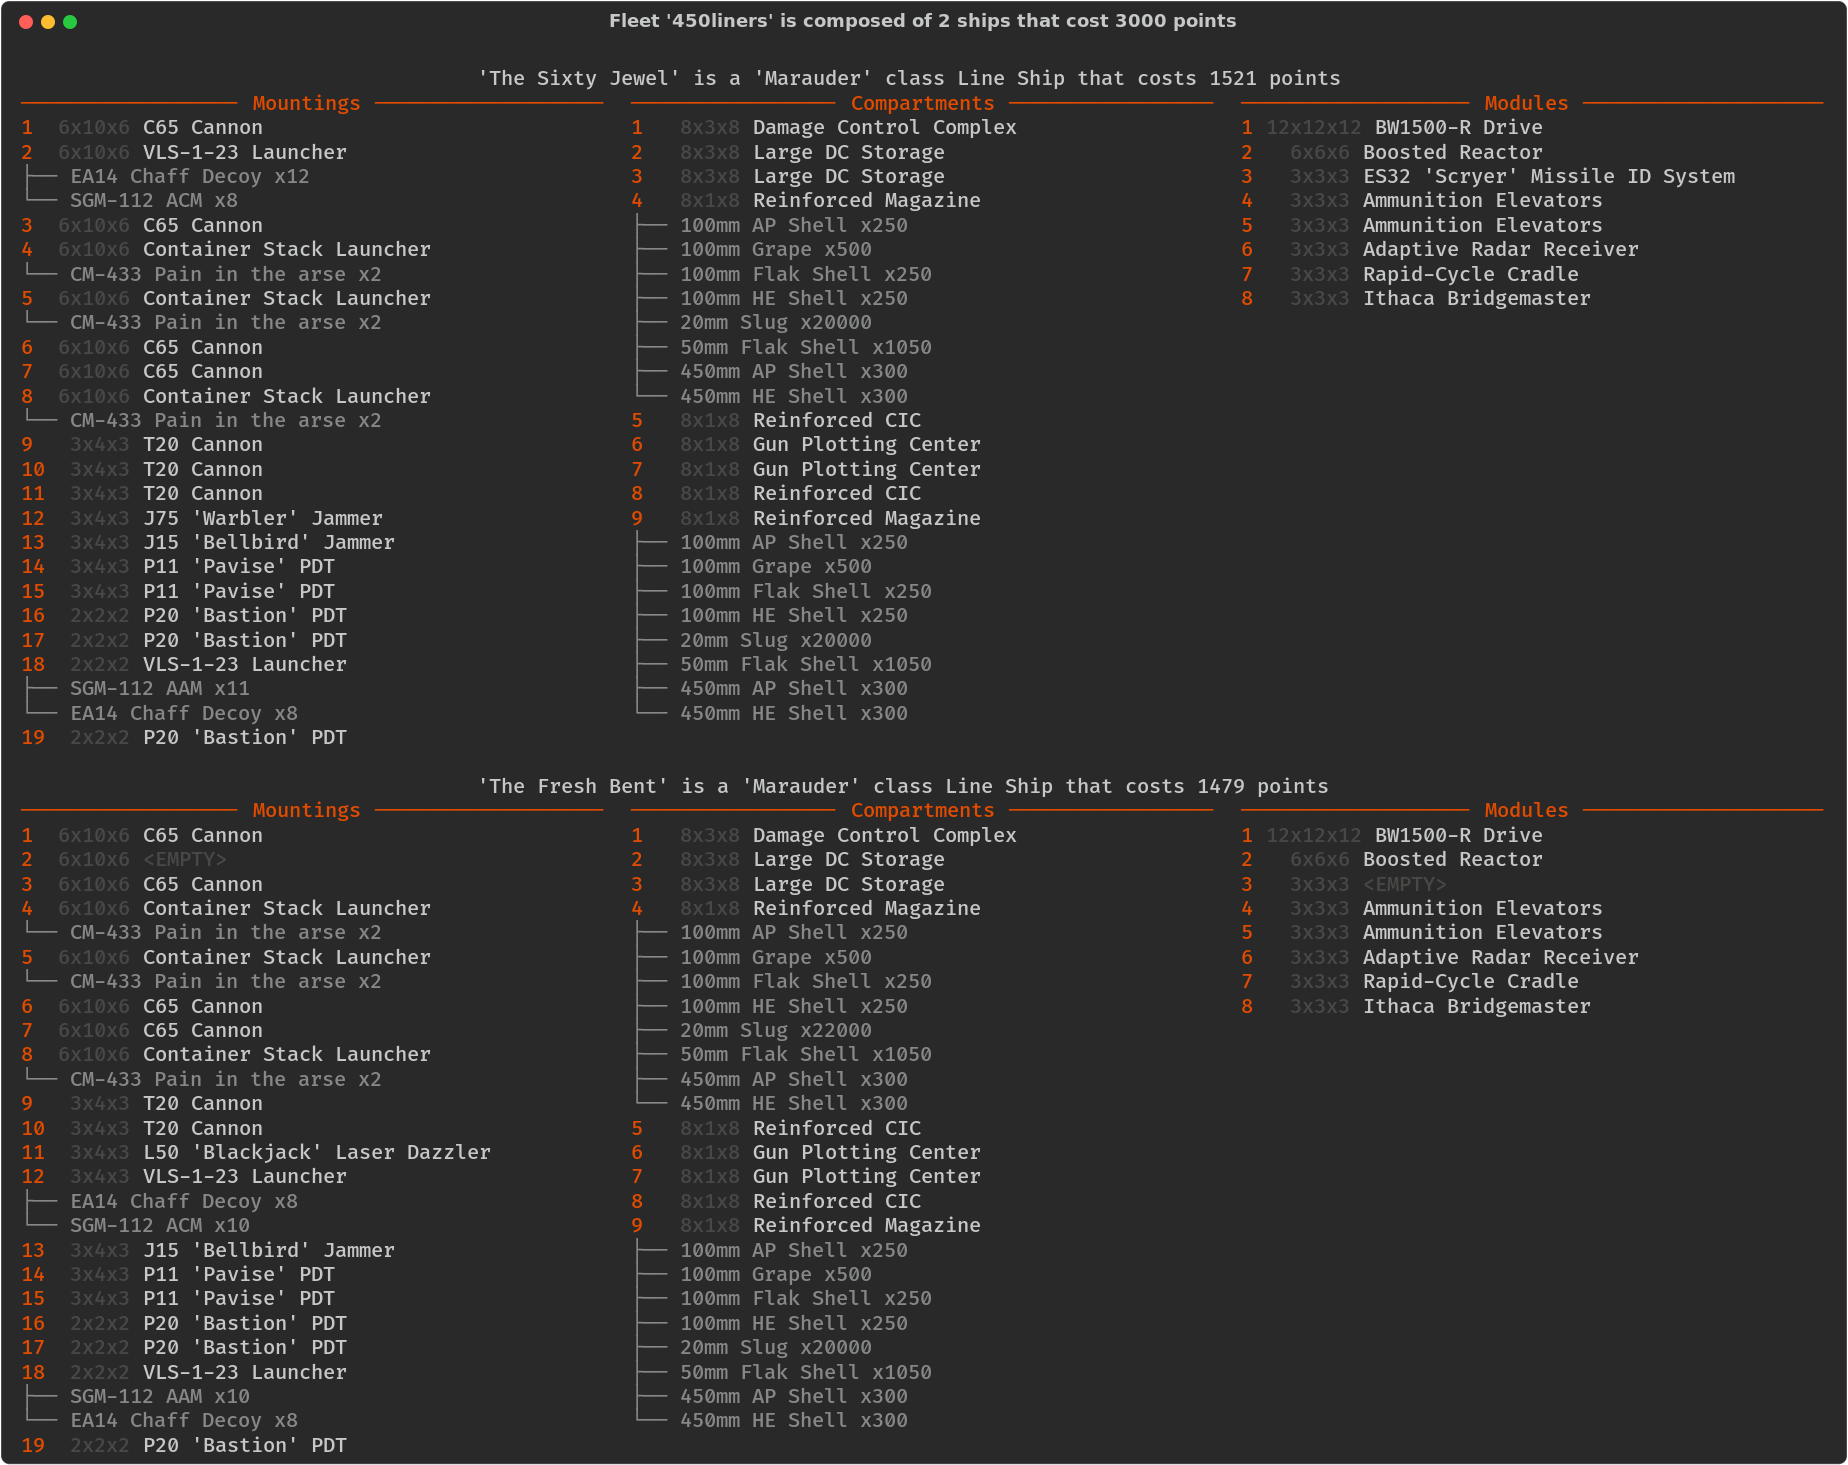 Fleet '450liners' is composed of 2 ships that cost 3000 points
'The Sixty Jewel' is a 'Marauder' class Line Ship that costs 1521 points
Mountings
1 6x10x6 C65 Cannon
2 6x10x6 VLS-1-23 Launcher
EA14 Chaff Decoy x12
SGM-112 ACM x8
3 6x10x6 C65 Cannon
4 6x10x6 Container Stack Launcher
CM-433 Pain in the arse x2
5 6x10x6 Container Stack Launcher
CM-433 Pain in the arse x2
6 6x10x6 C65 Cannon
7 6x10x6 C65 Cannon
8 6x10x6 Container Stack Launcher
CM-433 Pain in the arse x2
9 3x4x3 T20 Cannon
10 3x4x3 T20 Cannon
11 3x4x3 T20 Cannon
12 3x4x3 J75 'Warbler' Jammer
13 3x4x3 J15 'Bellbird' Jammer
14 3x4x3 P11 'Pavise' PDT
15 3x4x3 P11 'Pavise' PDT
16 2x2x2 P20 'Bastion' PDT
17 2x2x2 P20 'Bastion' PDT
18 2x2x2 VLS-1-23 Launcher
SGM-112 AAM x11
EA14 Chaff Decoy x8
19 2x2x2 P20 'Bastion' PDT
Compartments
1 8x3x8 Damage Control Complex
2 8x3x8 Large DC Storage
3 8x3x8 Large DC Storage
4 8x1x8 Reinforced Magazine
100mm AP Shell x250
100mm Grape x500
100mm Flak Shell x250
100mm HE Shell x250
20mm Slug x20000
50mm Flak Shell x1050
450mm AP Shell x300
450mm HE Shell x300
5 8x1x8 Reinforced CIC
6 8x1x8 Gun Plotting Center
7 8x1x8 Gun Plotting Center
8 8x1x8 Reinforced CIC
9 8x1x8 Reinforced Magazine
100mm AP Shell x250
100mm Grape x500
100mm Flak Shell x250
100mm HE Shell x250
20mm Slug x20000
50mm Flak Shell x1050
450mm AP Shell x300
450mm HE Shell x300
Modules
1 12x12x12 BW1500-R Drive
2 6x6x6 Boosted Reactor
3 3x3x3 ES32 'Scryer' Missile ID System
4 3x3x3 Ammunition Elevators
5 3x3x3 Ammunition Elevators
6 3x3x3 Adaptive Radar Receiver
7 3x3x3 Rapid-Cycle Cradle
8 3x3x3 Ithaca Bridgemaster
'The Fresh Bent' is a 'Marauder' class Line Ship that costs 1479 points
Mountings
1 6x10x6 C65 Cannon
2 6x10x6 <EMPTY>
3 6x10x6 C65 Cannon
4 6x10x6 Container Stack Launcher
CM-433 Pain in the arse x2
5 6x10x6 Container Stack Launcher
CM-433 Pain in the arse x2
6 6x10x6 C65 Cannon
7 6x10x6 C65 Cannon
8 6x10x6 Container Stack Launcher
CM-433 Pain in the arse x2
9 3x4x3 T20 Cannon
10 3x4x3 T20 Cannon
11 3x4x3 L50 'Blackjack' Laser Dazzler
12 3x4x3 VLS-1-23 Launcher
EA14 Chaff Decoy x8
SGM-112 ACM x10
13 3x4x3 J15 'Bellbird' Jammer
14 3x4x3 P11 'Pavise' PDT
15 3x4x3 P11 'Pavise' PDT
16 2x2x2 P20 'Bastion' PDT
17 2x2x2 P20 'Bastion' PDT
18 2x2x2 VLS-1-23 Launcher
SGM-112 AAM x10
EA14 Chaff Decoy x8
19 2x2x2 P20 'Bastion' PDT
Compartments
1 8x3x8 Damage Control Complex
2 8x3x8 Large DC Storage
3 8x3x8 Large DC Storage
4 8x1x8 Reinforced Magazine
100mm AP Shell x250
100mm Grape x500
100mm Flak Shell x250
100mm HE Shell x250
20mm Slug x22000
50mm Flak Shell x1050
450mm AP Shell x300
450mm HE Shell x300
5 8x1x8 Reinforced CIC
6 8x1x8 Gun Plotting Center
7 8x1x8 Gun Plotting Center
8 8x1x8 Reinforced CIC
9 8x1x8 Reinforced Magazine
100mm AP Shell x250
100mm Grape x500
100mm Flak Shell x250
100mm HE Shell x250
20mm Slug x20000
50mm Flak Shell x1050
450mm AP Shell x300
450mm HE Shell x300
Modules
1 12x12x12 BW1500-R Drive
2 6x6x6 Boosted Reactor
3 3x3x3 <EMPTY>
4 3x3x3 Ammunition Elevators
5 3x3x3 Ammunition Elevators
6 3x3x3 Adaptive Radar Receiver
7 3x3x3 Rapid-Cycle Cradle
8 3x3x3 Ithaca Bridgemaster